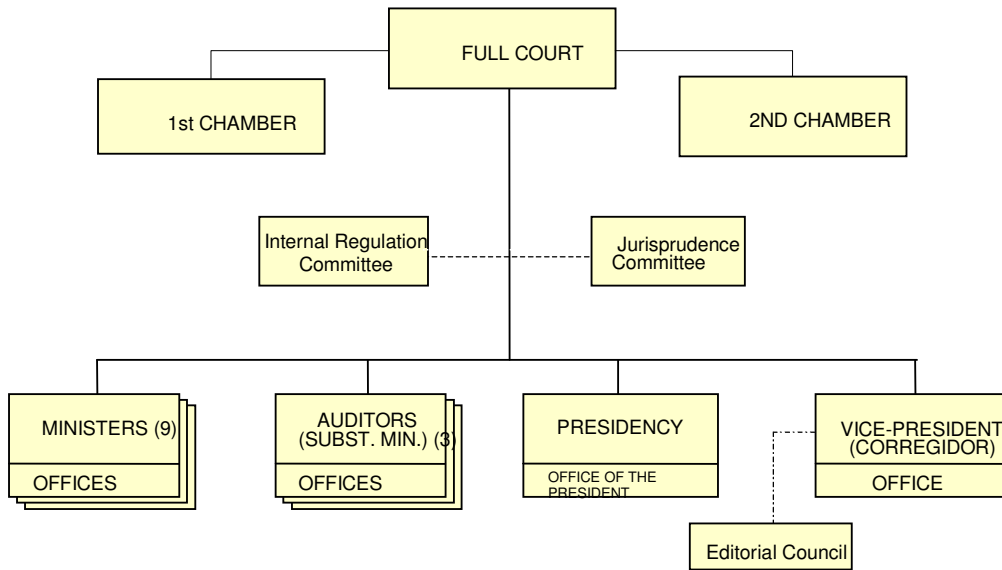 FULL COURT
1st CHAMBER
2ND CHAMBER
Internal Regulation
Committee
Jurisprudence
Committee
MINISTERS (9)
OFFICES
AUDITORS
(SUBST. MIN.) (3)
OFFICES
PRESIDENCY
OFFICE OF THE
PRESIDENT
VICE-PRESIDENT
(CORREGIDOR)
OFFICE
Editorial Council